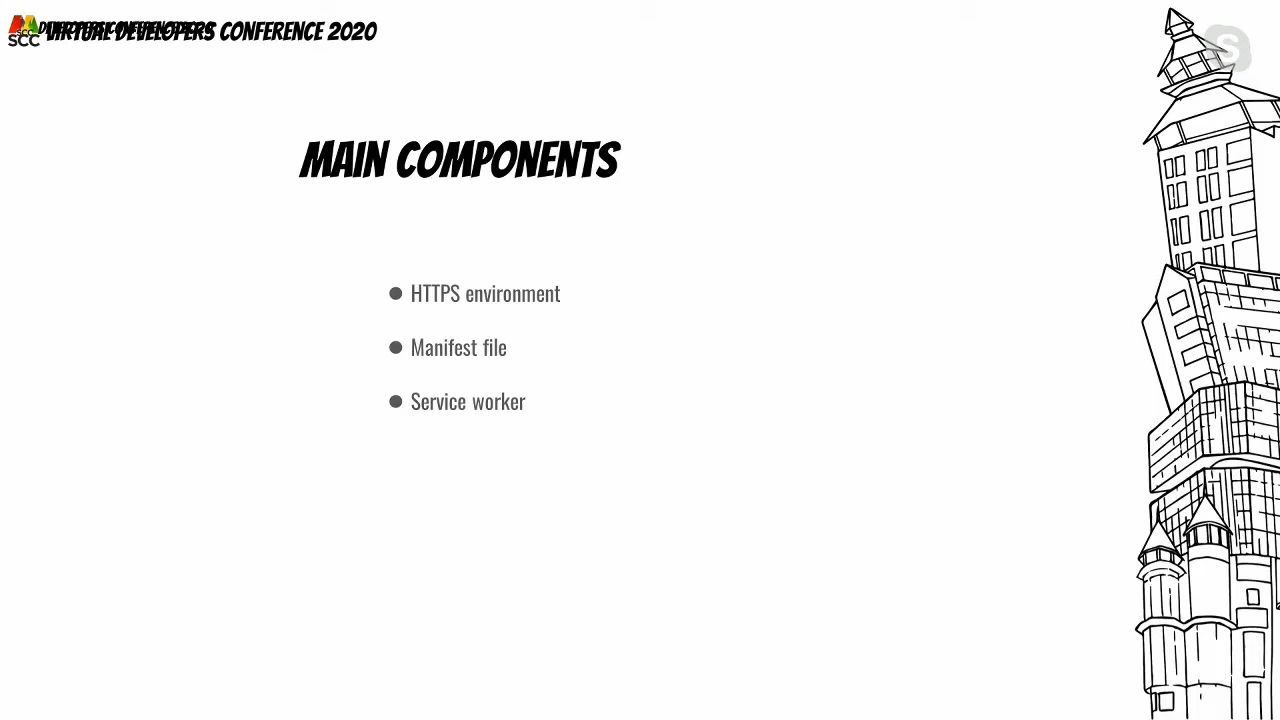 SCC VIRTUAL DEVELOPERS CONFERENCE 2020
MAIN COMPONENTS
● HTTPS environment
● Manifest file
● Service worker